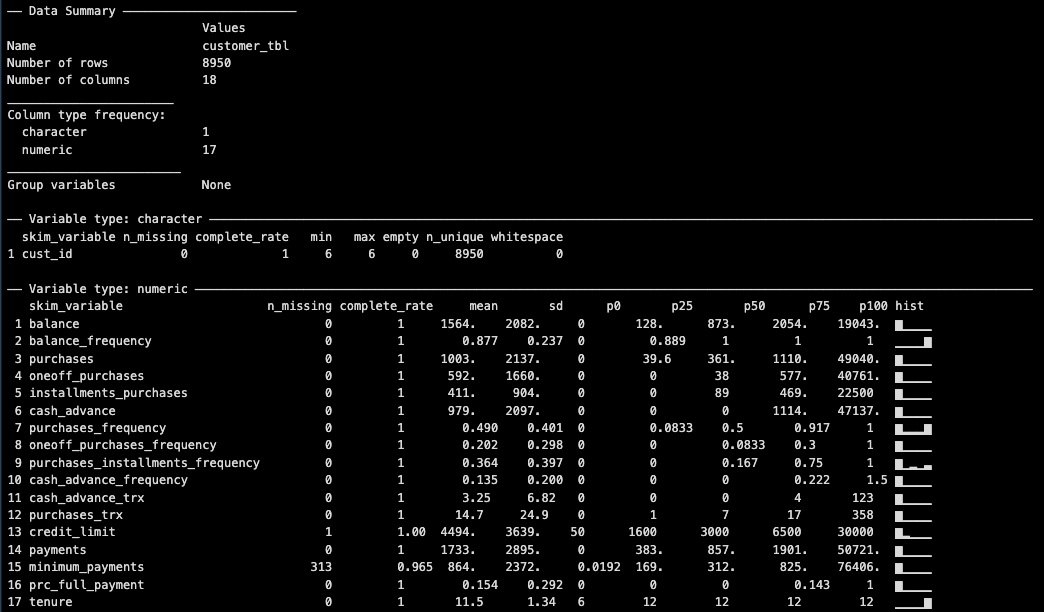 ── Data Summary ────────────────────────
                           Values
Name                       customer_tbl
Number of rows             8950
Number of columns          18
_______________________
Column type frequency:
  character                1
  numeric                  17
________________________
Group variables            None

── Variable type: character ────────────────────────
  skim_variable n_missing complete_rate min max empty n_unique whitespace
1 cust_id 0 1 6 6 0 8950 0

── Variable type: numeric ────────────────────────
   skim_variable n_missing complete_rate mean sd p0 p25 p50 p75 p100 hist
 1 balance 0 1 1564. 2082. 0 128. 873. 2054. 19043. ▇▁▁▁▁
 2 balance_frequency 0 1 0.877 0.237 0 0.889 1 1 1 ▁▁▁▁▇
 3 purchases 0 1 1003. 2137. 0 39.6 361. 1110. 49040. ▇▁▁▁▁
 4 oneoff_purchases 0 1 592. 1660. 0 0 38 577. 40761. ▇▁▁▁▁
 5 installments_purchases 0 1 411. 904. 0 0 89 469. 22500 ▇▁▁▁▁
 6 cash_advance 0 1 979. 2097. 0 0 0 1114. 47137. ▇▁▁▁▁
 7 purchases_frequency 0 1 0.490 0.401 0 0.0833 0.5 0.917 1 ▇▂▂▂▇
 8 oneoff_purchases_frequency 0 1 0.202 0.298 0 0 0.0833 0.3 1 ▇▁▁▁▁
 9 purchases_installments_frequency 0 1 0.364 0.397 0 0 0.167 0.75 1 ▇▁▂▁▃
10 cash_advance_frequency 0 1 0.135 0.200 0 0 0 0.222 1.5 ▇▁▁▁▁
11 cash_advance_trx 0 1 3.25 6.82 0 0 0 4 123 ▇▁▁▁▁
12 purchases_trx 0 1 14.7 24.9 0 1 7 17 358 ▇▁▁▁▁
13 credit_limit 1 1.00 4494. 3639. 50 1600 3000 6500 30000 ▇▂▁▁▁
14 payments 0 1 1733. 2895. 0 383. 857. 1901. 50721. ▇▁▁▁▁
15 minimum_payments 313 0.965 864. 2372. 0.0192 169. 312. 825. 76406. ▇▁▁▁▁
16 prc_full_payment 0 1 0.154 0.292 0 0 0 0.143 1 ▇▁▁▁▁
17 tenure 0 1 11.5 1.34 6 12 12 12 12 ▁▁▁▁▇